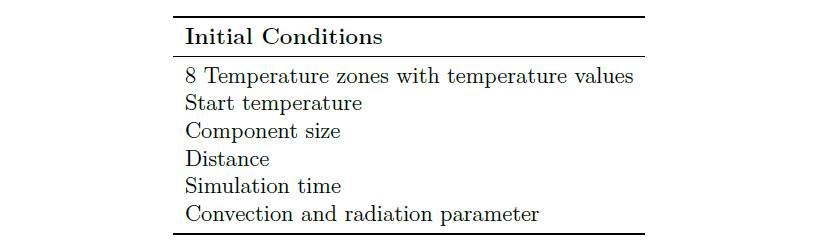 Initial Conditions
8 Temperature zones with temperature values
Start temperature
Component size
Distance
Simulation time
Convection and radiation parameter